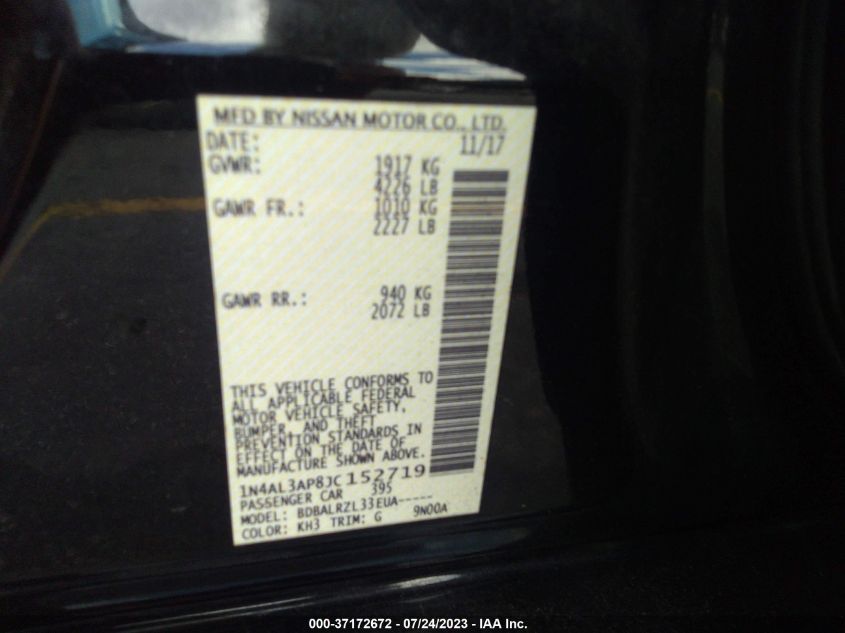 MFD BY NISSAN MOTOR CO., LTD.
DATE: 11/17
GVWR: 1917 KG
4226 LB
GAWR FR.: 1010 KG
2227 LB
GAWR RR.: 940 KG
2072 LB
THIS VEHICLE CONFORMS TO
ALL APPLICABLE FEDERAL
MOTOR VEHICLE SAFETY,
BUMPER, AND THEFT
PREVENTION STANDARDS IN
EFFECT ON THE DATE OF
MANUFACTURE SHOWN ABOVE.
1N4AL3AP8JC152719
PASSENGER CAR 395
MODEL: BDBALRZL33EUA-----
COLOR: KH3 TRIM: G 9N00A
000-37172672 - 07/24/2023 - IAA Inc.